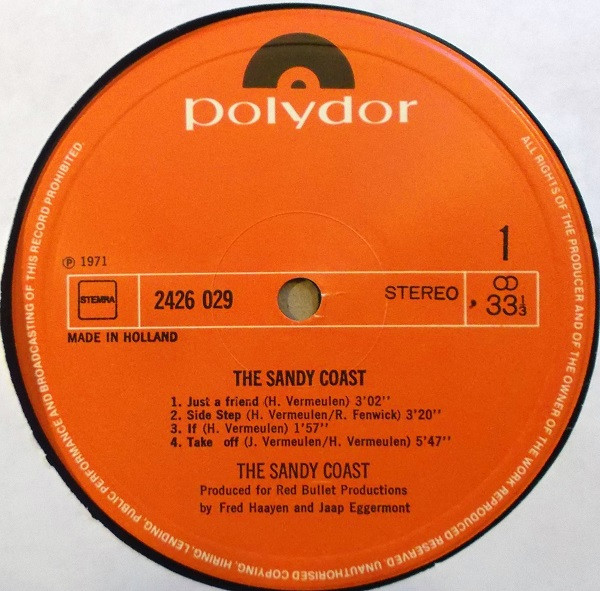 polydor
ALL RIGHTS OF THE PRODUCER AND OF THE OWNER OF THE WORK REPRODUCED RESERVED. UNAUTHORISED COPYING, HIRING, LENDING, PUBLIC PERFORMANCE AND BROADCASTING OF THIS RECORD PROHIBITED.
1
℗ 1971
STEMRA
2426 029
STEREO
33⅓
MADE IN HOLLAND
THE SANDY COAST
1. Just a friend (H. Vermeulen) 3'02''
2. Side Step (H. Vermeulen/R. Fenwick) 3'20''
3. If (H. Vermeulen) 1'57''
4. Take off (J. Vermeulen/H. Vermeulen) 5'47''
THE SANDY COAST
Produced for Red Bullet Productions
by Fred Haayen and Jaap Eggermont